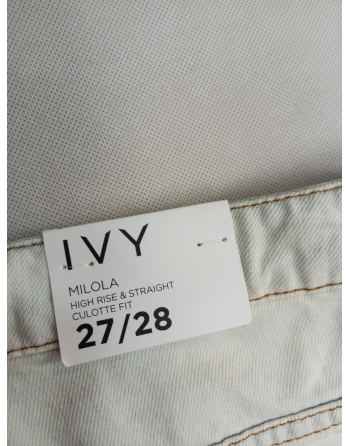 IVY
MILOLA
HIGH RISE & STRAIGHT
CULOTTE FIT
27/28